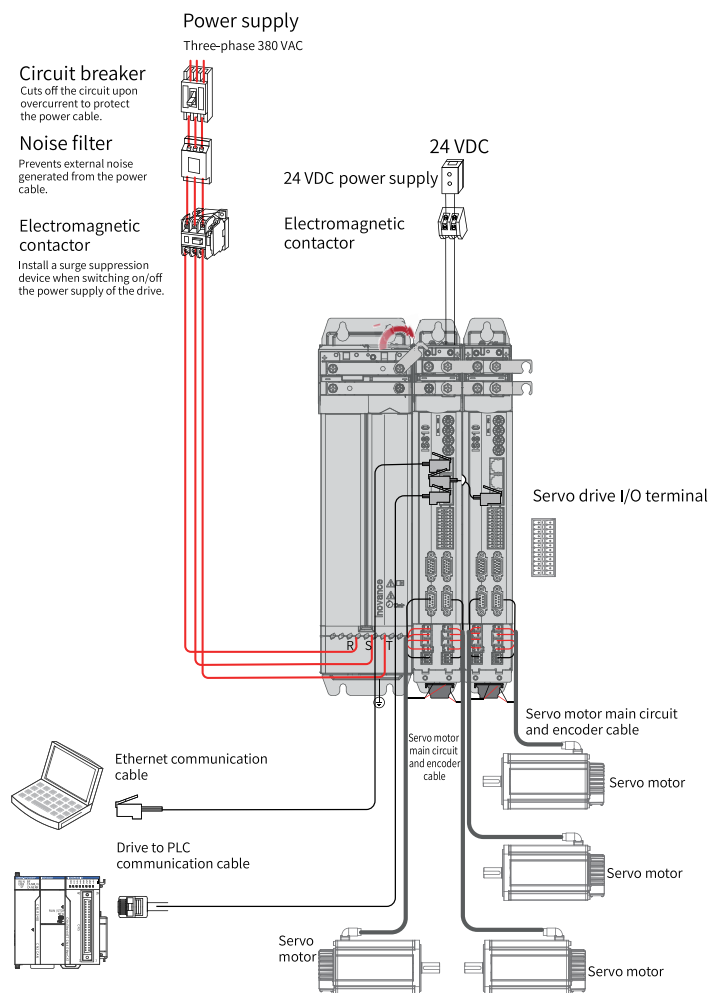 Power supply
Three-phase 380 VAC
Circuit breaker
Cuts off the circuit upon
overcurrent to protect
the power cable.
Noise filter
Prevents external noise
generated from the power
cable.
24 VDC
24 VDC power supply
Electromagnetic
contactor
Electromagnetic
contactor
Install a surge suppression
device when switching on/off
the power supply of the drive.
IS810
IS810
Servo drive I/O terminal
inovance
R
S
T
Servo motor
main circuit
and encoder
cable
Servo motor main circuit
and encoder cable
Servo motor
Ethernet communication
cable
Drive to PLC
communication cable
Servo motor
Servo
motor
Servo motor